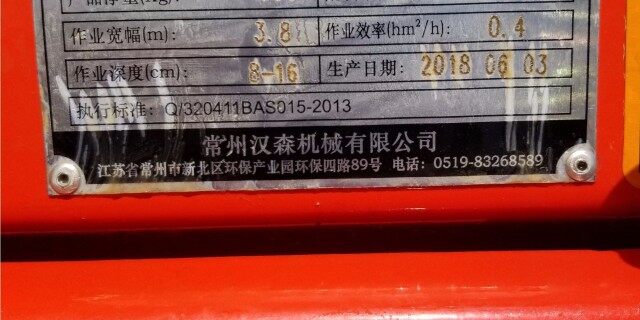 作业宽幅(m): 3.8 作业效率(hm²/h): 0.4
作业深度(cm): 8-16 生产日期: 2018 06 03
执行标准: Q/320411BAS015-2013
常州汉森机械有限公司
江苏省常州市新北区环保产业园环保四路89号 电话: 0519-83268589